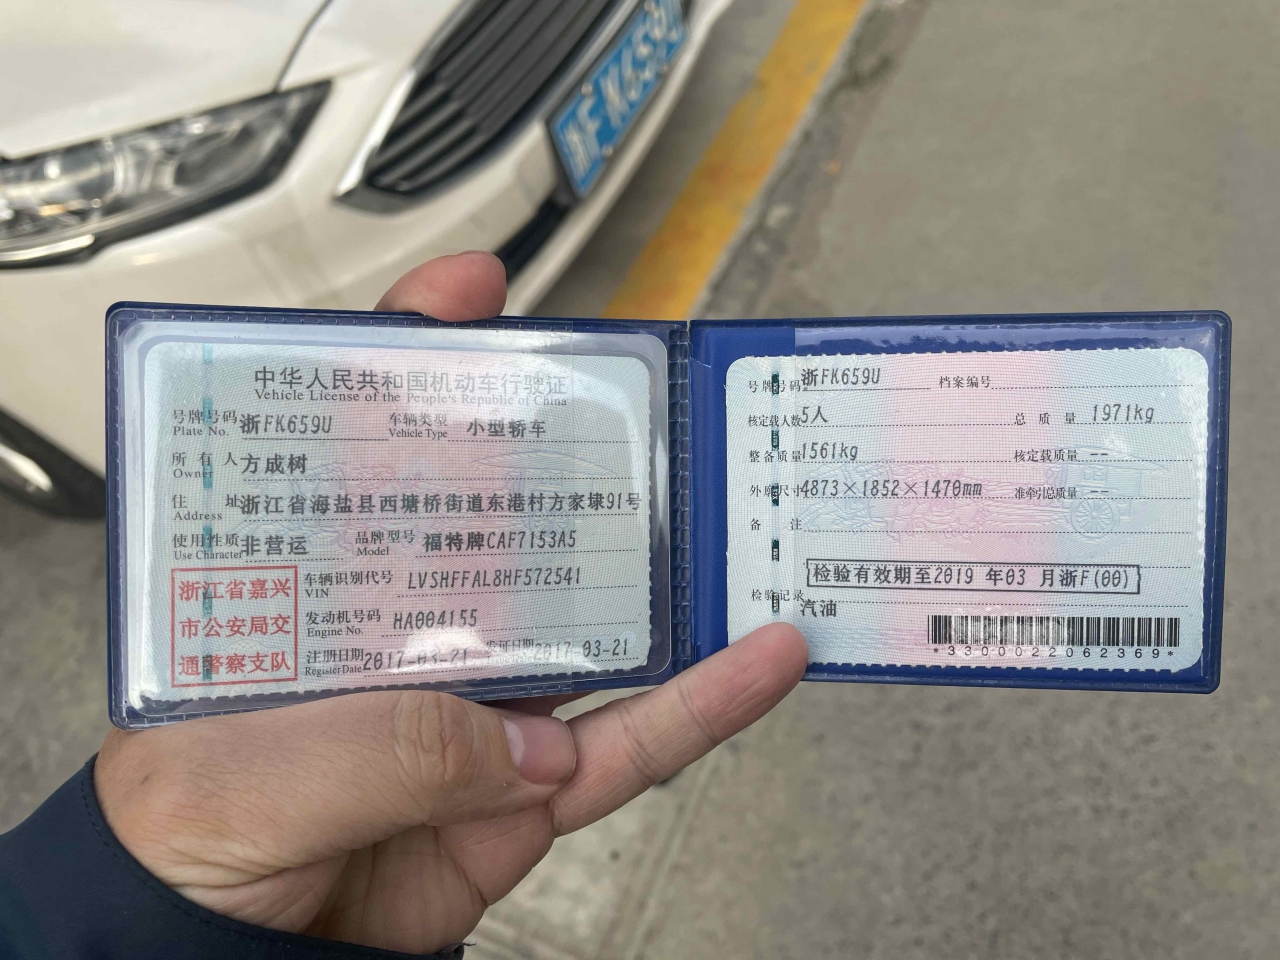 浙F·K659
中华人民共和国机动车行驶证
Vehicle License of the People's Republic of China
号牌号码 浙FK659U 车辆类型 小型轿车
Plate No. Vehicle Type
所有人 方成树
Owner
住址 浙江省海盐县西塘桥街道东港村方家埭91号
Address
使用性质 非营运 品牌型号 福特牌CAF7153A5
Use Character Model
浙江省嘉兴
市公安局交
通警察支队
车辆识别代号 LVSHFFAL8HF572541
VIN
发动机号码 HA004155
Engine No.
注册日期 2017-03-21 发证日期 2017-03-21
Register Date
号牌号码 浙FK659U 档案编号
核定载人数 5人 总质量 1971kg
整备质量 1561kg 核定载质量 --
外廓尺寸 4873×1852×1470mm 准牵引总质量 --
备注
检验有效期至2019 年03 月浙F(00)
检验记录
汽油
*3300022062369*